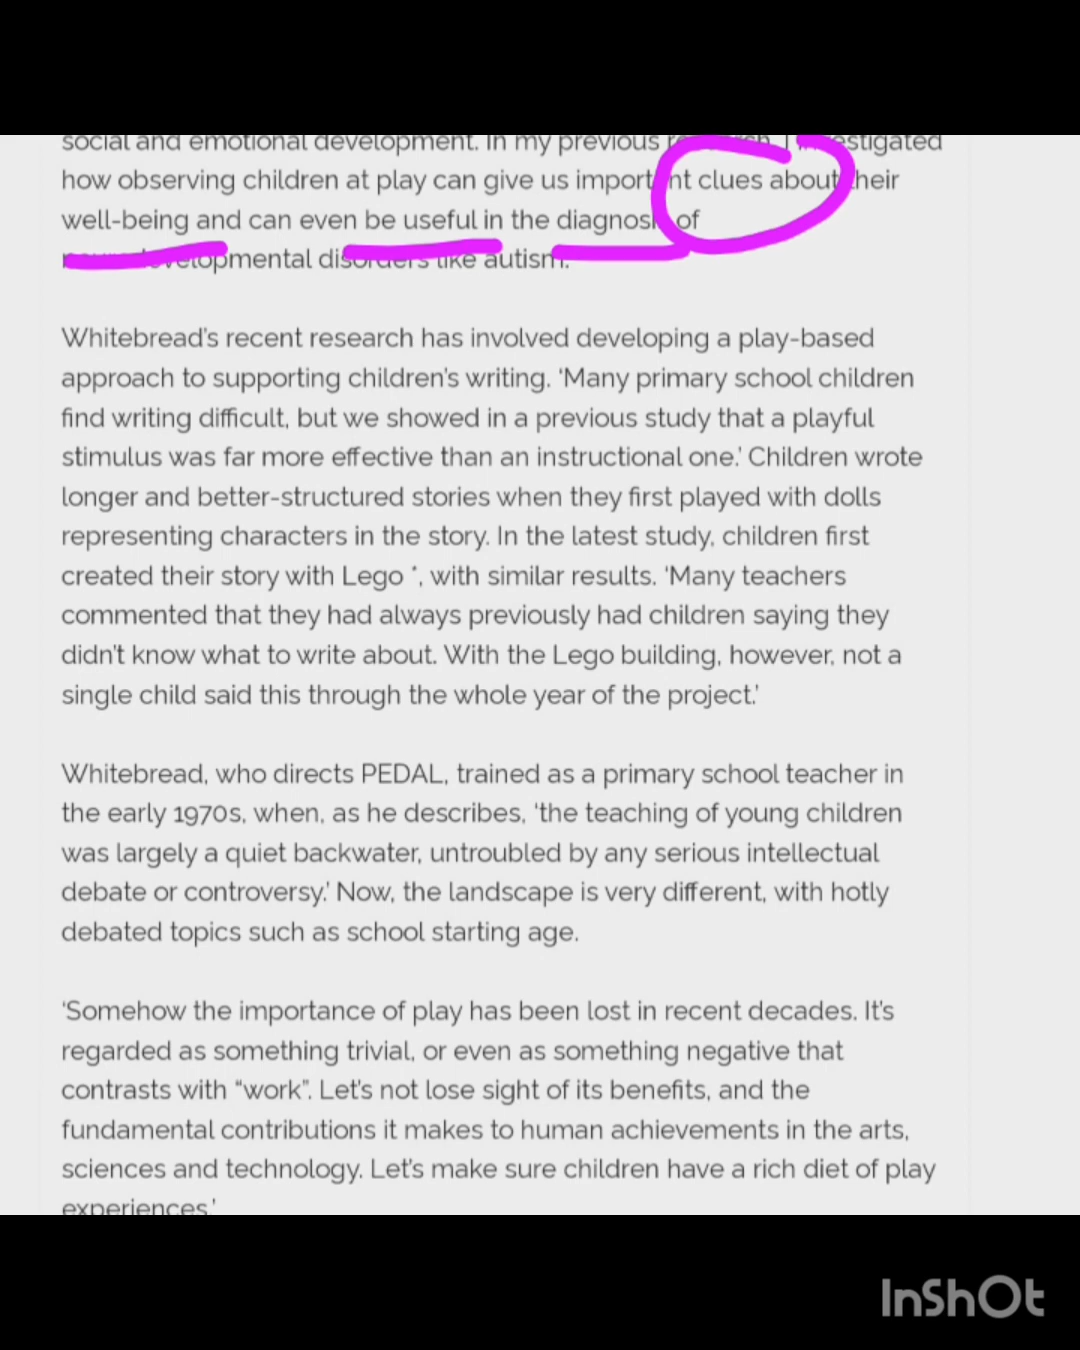 social and emotional development. In my previous research, I investigated
how observing children at play can give us important clues about their
well-being and can even be useful in the diagnosis of
neurodevelopmental disorders like autism.'
Whitebread's recent research has involved developing a play-based
approach to supporting children's writing. 'Many primary school children
find writing difficult, but we showed in a previous study that a playful
stimulus was far more effective than an instructional one.' Children wrote
longer and better-structured stories when they first played with dolls
representing characters in the story. In the latest study, children first
created their story with Lego *, with similar results. 'Many teachers
commented that they had always previously had children saying they
didn't know what to write about. With the Lego building, however, not a
single child said this through the whole year of the project.'
Whitebread, who directs PEDAL, trained as a primary school teacher in
the early 1970s, when, as he describes, 'the teaching of young children
was largely a quiet backwater, untroubled by any serious intellectual
debate or controversy.' Now, the landscape is very different, with hotly
debated topics such as school starting age.
'Somehow the importance of play has been lost in recent decades. It's
regarded as something trivial, or even as something negative that
contrasts with "work". Let's not lose sight of its benefits, and the
fundamental contributions it makes to human achievements in the arts,
sciences and technology. Let's make sure children have a rich diet of play
experiences.'
InShOt